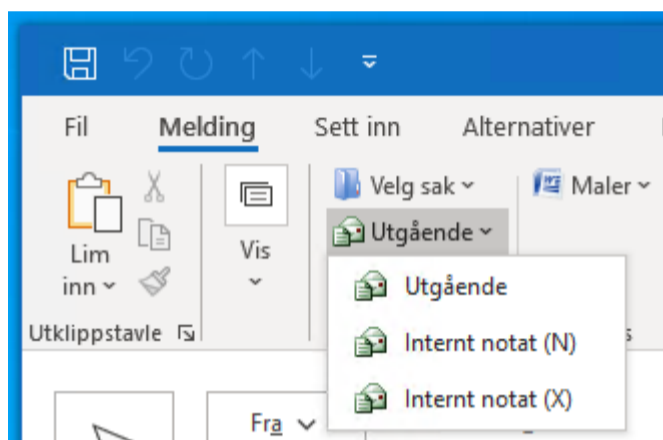 Fil Melding Sett inn Alternativer
Velg sak Maler
Utgående
Lim inn
Vis
Utklippstavle
Utgående
Internt notat (N)
Internt notat (X)
Fra